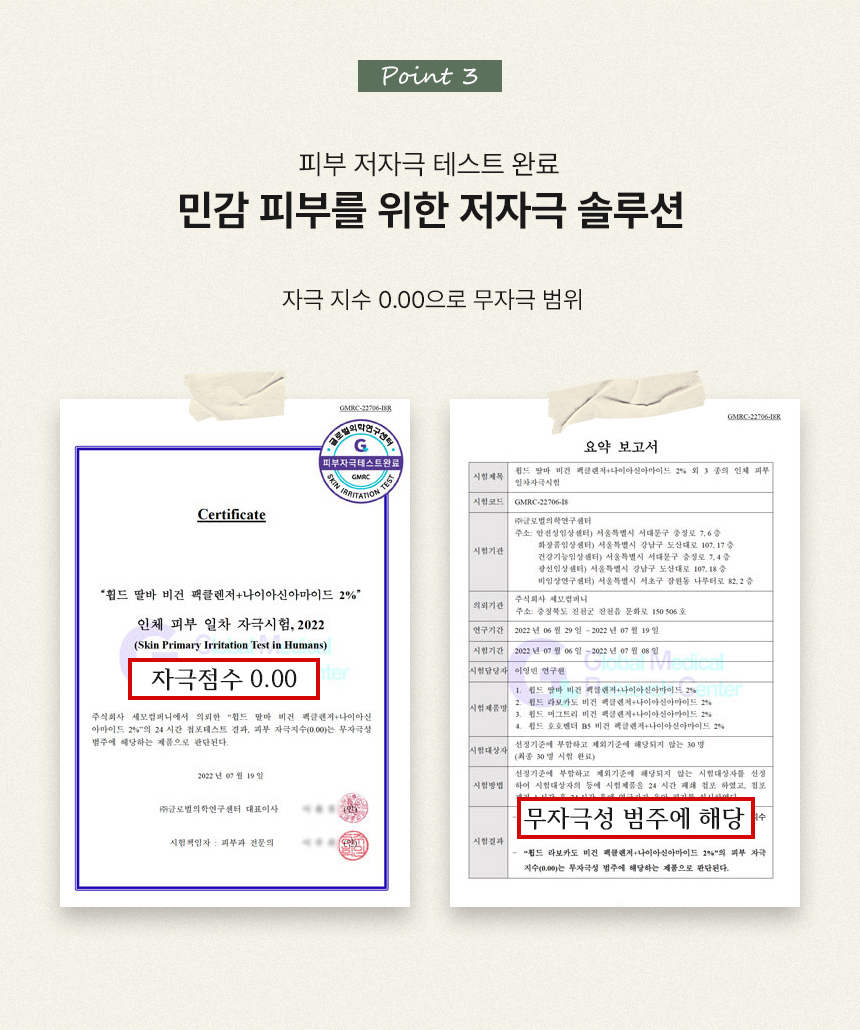 Point 3
피부 저자극 테스트 완료
민감 피부를 위한 저자극 솔루션
자극 지수 0.00으로 무자극 범위
GMRC-22706-I8R
글로벌의학연구센터
G
피부자극테스트완료
GMRC
SKIN IRRITATION TEST
Certificate
“휩드 딸바 비건 팩클렌저+나이아신아마이드 2%”
인체 피부 일차 자극시험, 2022
(Skin Primary Irritation Test in Humans)
자극점수 0.00
주식회사 세모컴퍼니에서 의뢰한 “휩드 딸바 비건 팩클렌저+나이아신
아마이드 2%”의 24 시간 첩포테스트 결과, 피부 자극지수(0.00)는 무자극성
범주에 해당하는 제품으로 판단된다.
2022 년 07 월 19 일
㈜글로벌의학연구센터 대표이사
(인)
시험책임자 : 피부과 전문의
(인)
GMRC-22706-I8R
요약 보고서
시험제목
휩드 딸바 비건 팩클렌저+나이아신아마이드 2% 외 3 종의 인체 피부
일차자극시험
시험코드
GMRC-22706-I8
시험기관
㈜글로벌의학연구센터
주소: 안전성임상센터) 서울특별시 서대문구 충정로 7, 6 층
화장품임상센터) 서울특별시 강남구 도산대로 107, 17 층
건강기능임상센터) 서울특별시 서대문구 충정로 7, 4 층
광선임상센터) 서울특별시 강남구 도산대로 107, 18 층
비임상연구센터) 서울특별시 서초구 잠원동 나루터로 82, 2 층
의뢰기관
주식회사 세모컴퍼니
주소: 충청북도 진천군 진천읍 문화로 150 506 호
연구기간
2022 년 06 월 29 일 ~ 2022 년 07 월 19 일
시험기간
2022 년 07 월 06 일 ~ 2022 년 07 월 08 일
시험담당자
이영민 연구원
Global Medical
Research Center
시험제품명
1. 휩드 딸바 비건 팩클렌저+나이아신아마이드 2%
2. 휩드 라보카도 비건 팩클렌저+나이아신아마이드 2%
3. 휩드 머그트리 비건 팩클렌저+나이아신아마이드 2%
4. 휩드 호호벤더 B5 비건 팩클렌저+나이아신아마이드 2%
시험대상자
선정기준에 부합하고 제외기준에 해당되지 않는 30 명
(최종 30 명 시험 완료)
시험방법
선정기준에 부합하고 제외기준에 해당되지 않는 시험대상자를 선정
하여 시험대상자의 등에 시험제품을 24 시간 폐쇄 첩포 하였고, 첩포
시험결과
무자극성 범주에 해당
- “휩드 라보카도 비건 팩클렌저+나이아신아마이드 2%”의 피부 자극
지수(0.00)는 무자극성 범주에 해당하는 제품으로 판단된다.